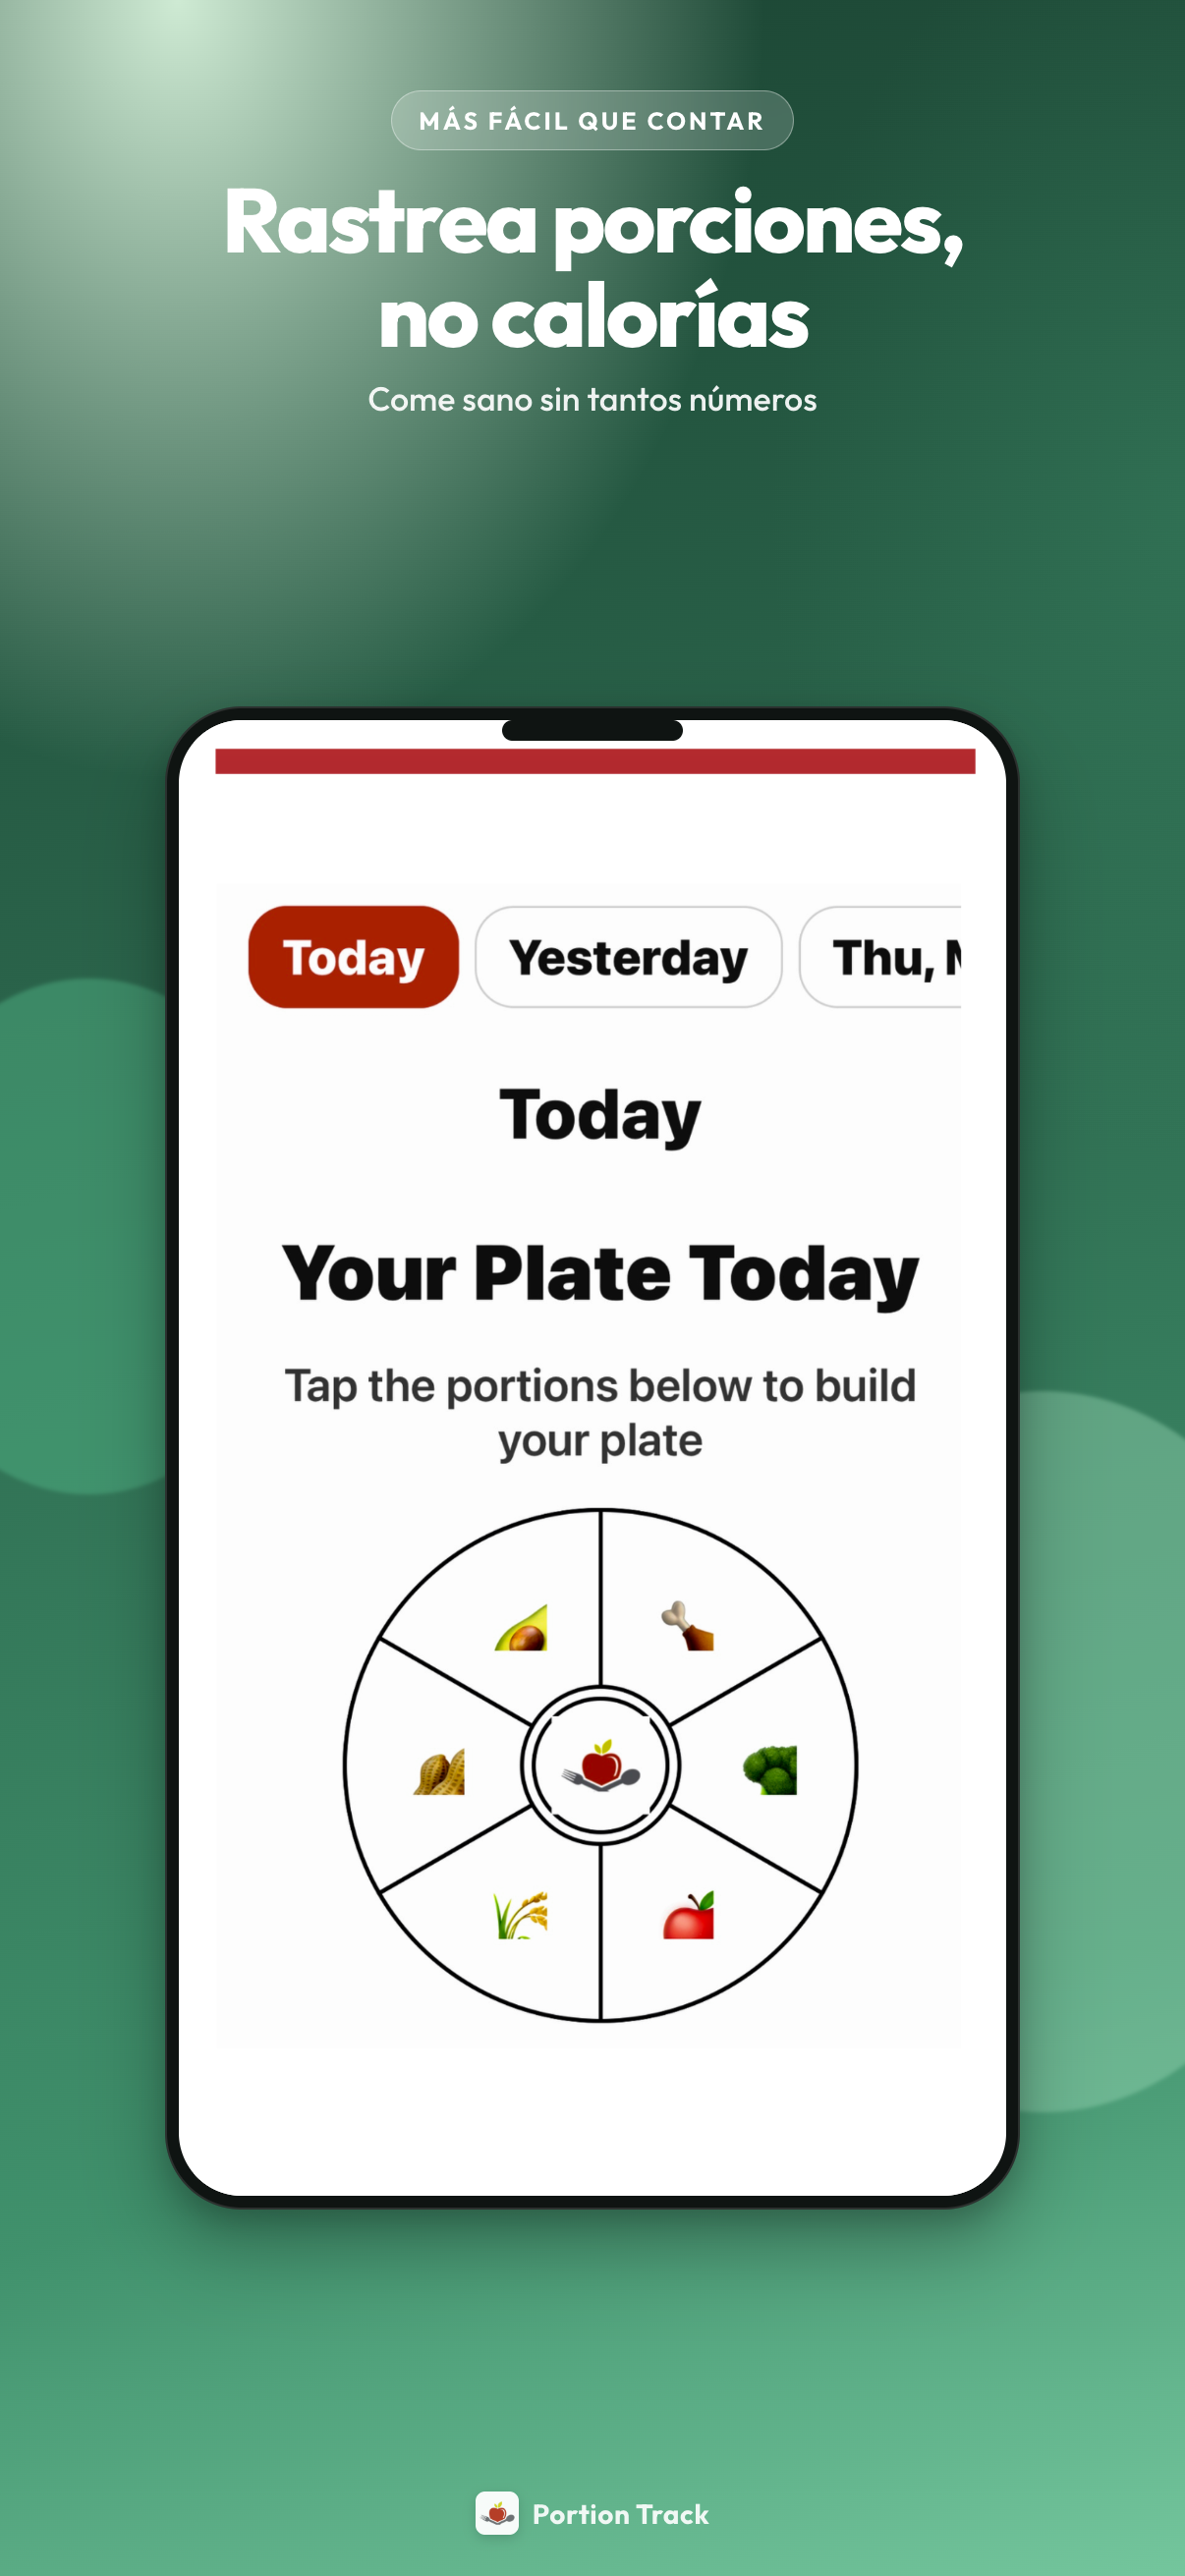 MÁS FÁCIL QUE CONTAR
Rastrea porciones,
no calorías
Come sano sin tantos números
Today
Yesterday
Thu,
Today
Your Plate Today
Tap the portions below to build
your plate
Portion Track